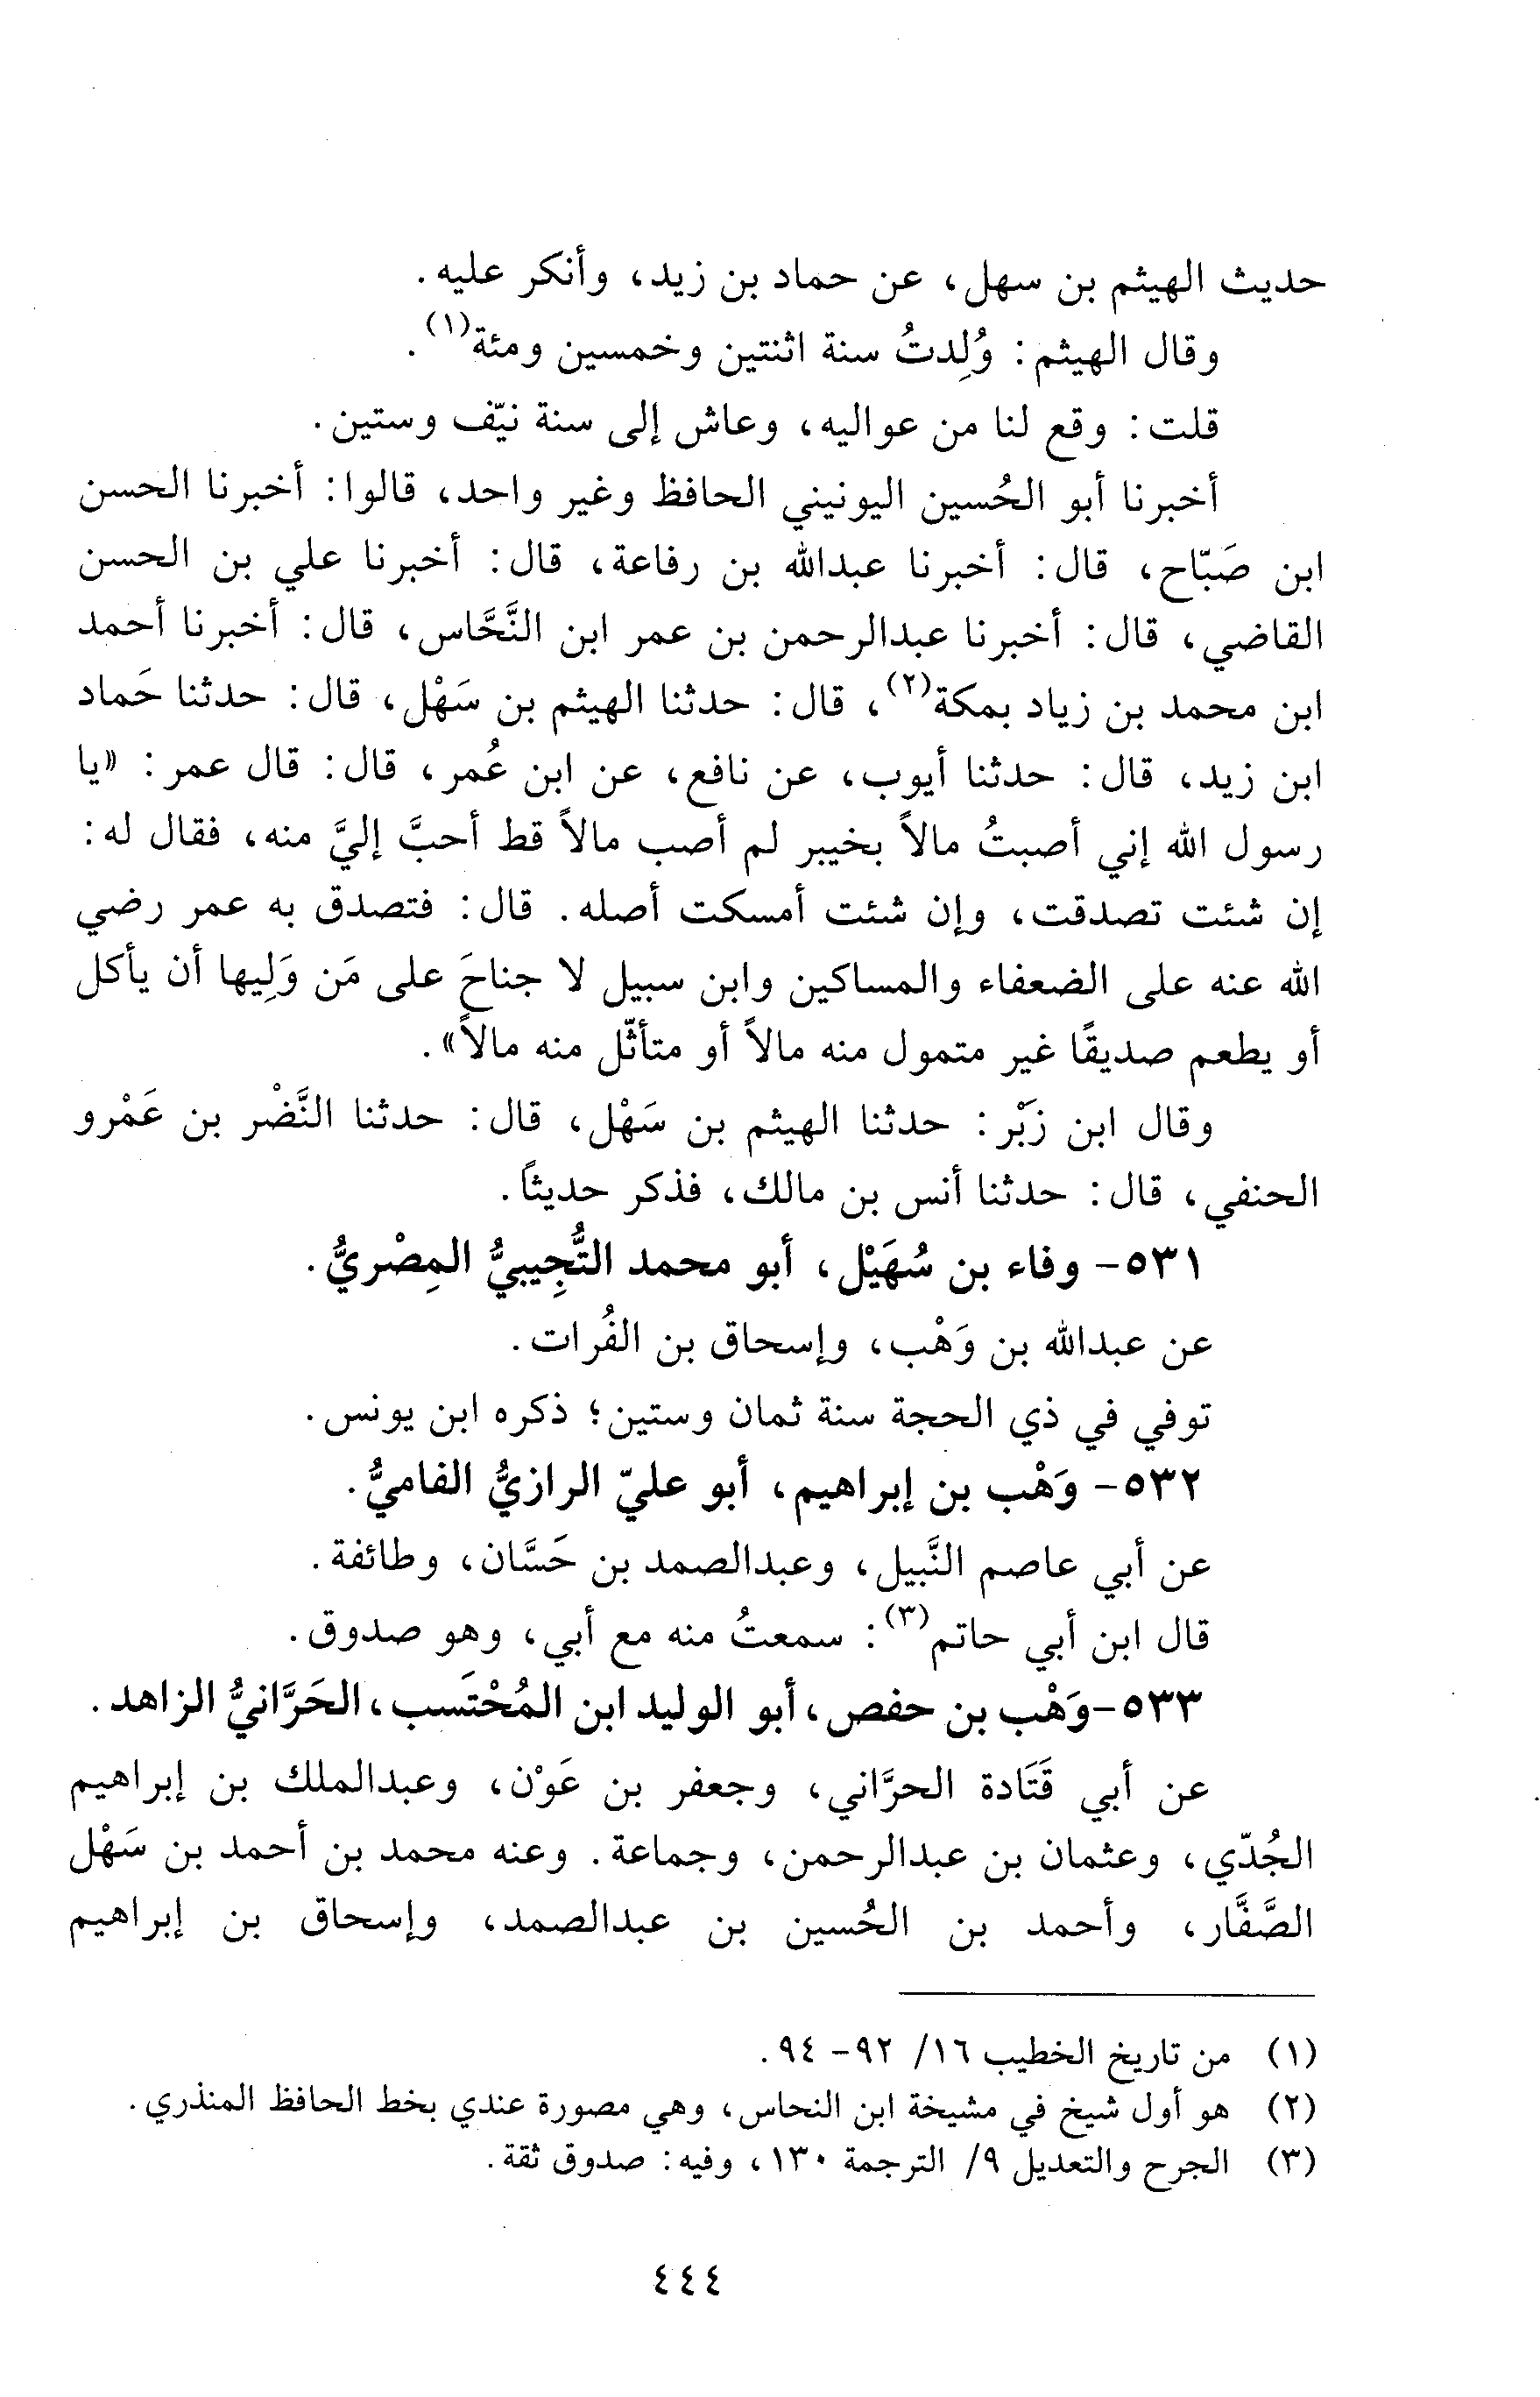 حديث الهيثم بن سهل، عن حماد بن زيد، وأنكر عليه.
وقال الهيثم: وُلِدتُ سنة اثنتين وخمسين ومئة(١).
قلت: وقع لنا من عواليه، وعاش إلى سنة نيّف وستين.
أخبرنا أبو الحُسين اليونيني الحافظ وغير واحد، قالوا: أخبرنا الحسن
ابن صَبّاح، قال: أخبرنا عبدالله بن رفاعة، قال: أخبرنا علي بن الحسن
القاضي، قال: أخبرنا عبدالرحمن بن عمر ابن النَّحَّاس، قال: أخبرنا أحمد
ابن محمد بن زياد بمكة(٢)، قال: حدثنا الهيثم بن سَهْل، قال: حدثنا حَماد
ابن زيد، قال: حدثنا أيوب، عن نافع، عن ابن عُمر، قال: قال عمر: «يا
رسول الله إني أصبتُ مالاً بخيبر لم أصب مالاً قط أحبَّ إليَّ منه، فقال له:
إن شئت تصدقت، وإن شئت أمسكت أصله. قال: فتصدق به عمر رضي
الله عنه على الضعفاء والمساكين وابن سبيل لا جناحَ على مَن وَلِيها أن يأكل
أو يطعم صديقًا غير متمول منه مالاً أو متأثّل منه مالاً».
وقال ابن زَبْر: حدثنا الهيثم بن سَهْل، قال: حدثنا النَّضْر بن عَمْرو
الحنفي، قال: حدثنا أنس بن مالك، فذكر حديثاً.
٥٣١- وفاء بن سُهَيْل، أبو محمد التُّجِيبيُّ المِصْريُّ.
عن عبدالله بن وَهْب، وإسحاق بن الفُرات.
توفي في ذي الحجة سنة ثمان وستين؛ ذكره ابن يونس.
٥٣٢- وَهْب بن إبراهيم، أبو عليّ الرازيُّ الفاميُّ.
عن أبي عاصم النَّبيل، وعبدالصمد بن حَسَّان، وطائفة.
قال ابن أبي حاتم(٣): سمعتُ منه مع أبي، وهو صدوق.
٥٣٣-وَهْب بن حفص، أبو الوليد ابن المُحْتَسب، الحَرَّانيُّ الزاهد.
عن أبي قَتَادة الحرَّاني، وجعفر بن عَوْن، وعبدالملك بن إبراهيم
الجُدّي، وعثمان بن عبدالرحمن، وجماعة. وعنه محمد بن أحمد بن سَهْل
الصَّفَّار، وأحمد بن الحُسين بن عبدالصمد، وإسحاق بن إبراهيم
(١) من تاريخ الخطيب ١٦/ ٩٢- ٩٤.
(٢) هو أول شيخ في مشيخة ابن النحاس، وهي مصورة عندي بخط الحافظ المنذري.
(٣) الجرح والتعديل ٩/ الترجمة ١٣٠، وفيه: صدوق ثقة.
٤٤٤